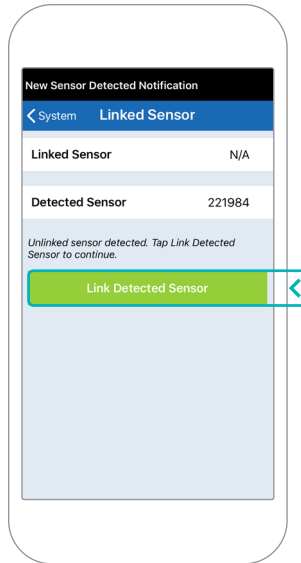 New Sensor Detected Notification
System Linked Sensor
Linked Sensor N/A
Detected Sensor 221984
Unlinked sensor detected. Tap Link Detected
Sensor to continue.
Link Detected Sensor